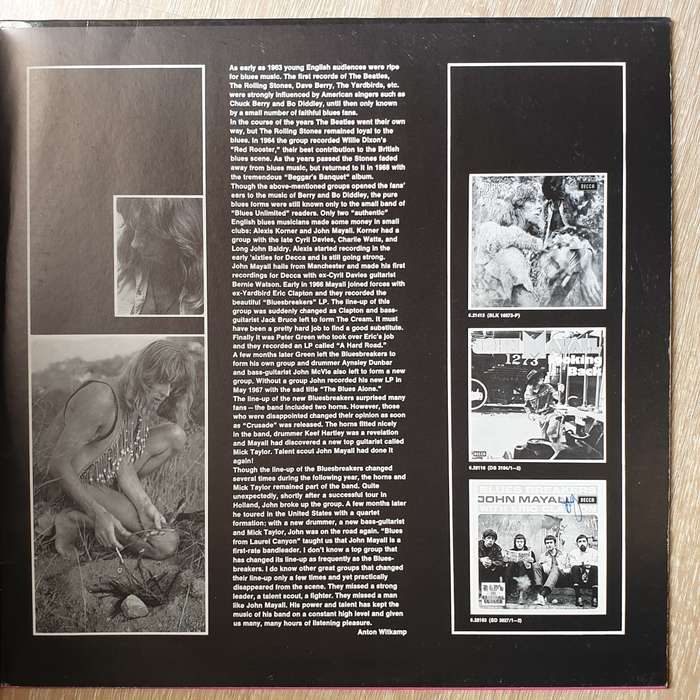 As early as 1963 young English audiences were ripe
for blues music. The first records of The Beatles,
The Rolling Stones, Dave Berry, The Yardbirds, etc.
were strongly influenced by American singers such as
Chuck Berry and Bo Diddley, until then only known
by a small number of faithful blues fans.
In the course of the years The Beatles went their own
way, but The Rolling Stones remained loyal to the
blues. In 1964 the group recorded Willie Dixon's
"Red Rooster," their best contribution to the British
blues scene. As the years passed the Stones faded
away from blues music, but returned to it in 1968 with
the tremendous "Beggar's Banquet" album.
Though the above-mentioned groups opened the fans'
ears to the music of Berry and Bo Diddley, the pure
blues forms were still known only to the small band of
"Blues Unlimited" readers. Only two "authentic"
English blues musicians made some money in small
clubs: Alexis Korner and John Mayall. Korner had a
group with the late Cyril Davies, Charlie Watts, and
Long John Baldry. Alexis started recording in the
early 'sixties for Decca and is still going strong.
John Mayall hails from Manchester and made his first
recordings for Decca with ex-Cyril Davies guitarist
Bernie Watson. Early in 1966 Mayall joined forces with
ex-Yardbird Eric Clapton and they recorded the
beautiful "Bluesbreakers" LP. The line-up of this
group was suddenly changed as Clapton and bass-
guitarist Jack Bruce left to form The Cream. It must
have been a pretty hard job to find a good substitute.
Finally it was Peter Green who took over Eric's job
and they recorded an LP called "A Hard Road."
A few months later Green left the Bluesbreakers to
form his own group and drummer Aynsley Dunbar
and bass-guitarist John McVie also left to form a new
group. Without a group John recorded his new LP in
May 1967 with the sad title "The Blues Alone."
The line-up of the new Bluesbreakers surprised many
fans – the band included two horns. However, those
who were disappointed changed their opinion as soon
as "Crusade" was released. The horns fitted nicely
in the band, drummer Keef Hartley was a revelation
and Mayall had discovered a new top guitarist called
Mick Taylor. Talent scout John Mayall had done it
again!
Though the line-up of the Bluesbreakers changed
several times during the following year, the horns and
Mick Taylor remained part of the band. Quite
unexpectedly, shortly after a successful tour in
Holland, John broke up the group. A few months later
he toured in the United States with a quartet
formation; with a new drummer, a new bass-guitarist
and Mick Taylor, John was on the road again. "Blues
from Laurel Canyon" taught us that John Mayall is a
first-rate bandleader. I don't know a top group that
has changed its line-up as frequently as the Blues-
breakers. I do know other great groups that changed
their line-up only a few times and yet practically
disappeared from the scene. They missed a strong
leader, a talent scout, a fighter. They missed a man
like John Mayall. His power and talent has kept the
music of his band on a constant high level and given
us many, many hours of listening pleasure.
Anton Witkamp
DECCA
1273
Looking
Back
DECCA
JOHN MAYALL
DECCA